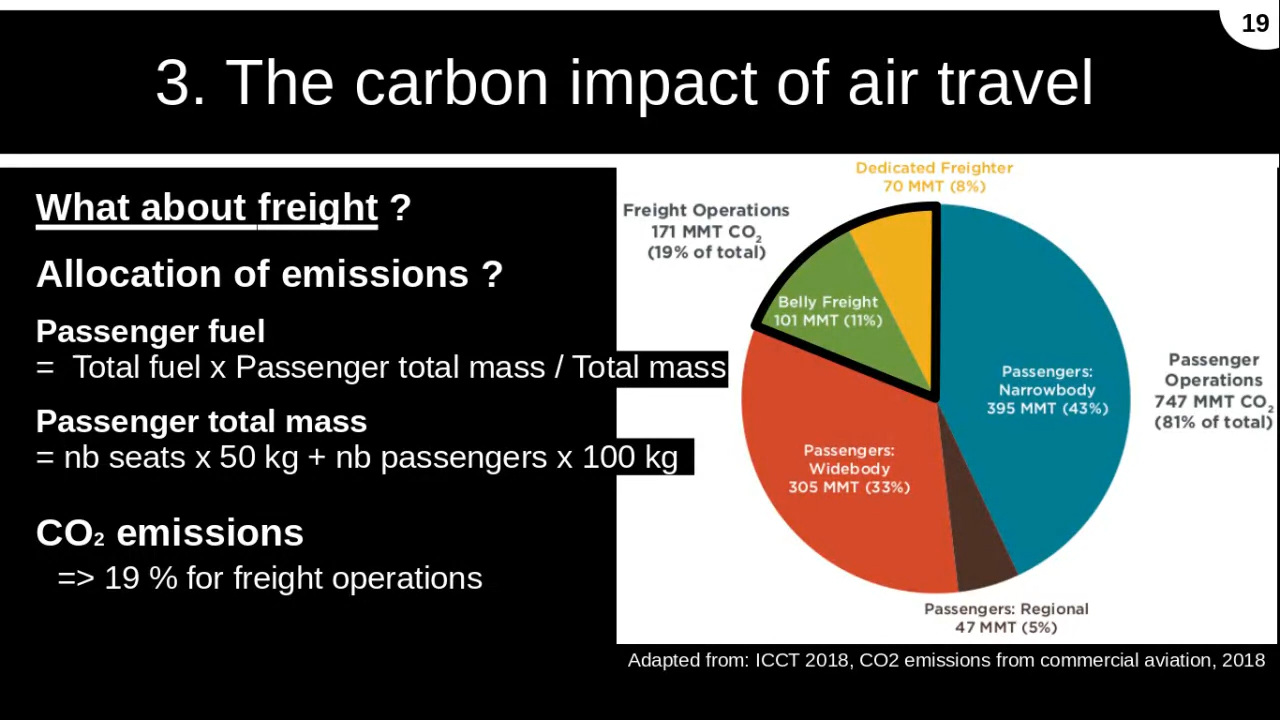 19
3. The carbon impact of air travel
What about freight ?
Allocation of emissions ?
Passenger fuel
= Total fuel x Passenger total mass / Total mass
Passenger total mass
= nb seats x 50 kg + nb passengers x 100 kg
CO₂ emissions
=> 19 % for freight operations
Dedicated Freighter
70 MMT (8%)
Freight Operations
171 MMT CO₂
(19% of total)
Belly Freight
101 MMT (11%)
Passengers:
Narrowbody
395 MMT (43%)
Passenger
Operations
747 MMT CO₂
(81% of total)
Passengers:
Widebody
305 MMT (33%)
Passengers: Regional
47 MMT (5%)
Adapted from: ICCT 2018, CO2 emissions from commercial aviation, 2018